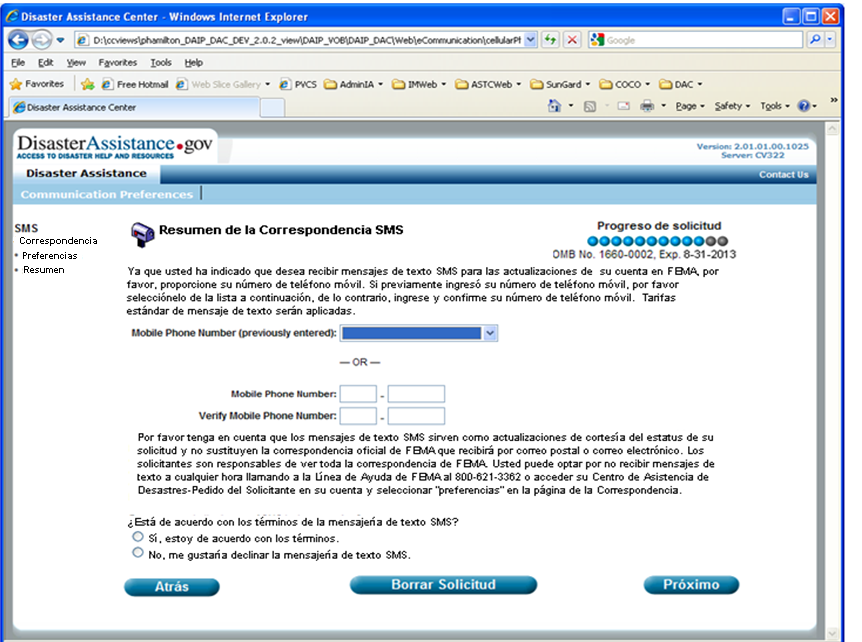 Disaster Assistance Center - Windows Internet Explorer
D:\ccviews\phamilton_DAIP_DAC_DEV_2.0.2_view\DAIP_VOB\DAIP_DAC\Web\eCommunication\cellularPh
Google
File Edit View Favorites Tools Help
Favorites Free Hotmail Web Slice Gallery PVCS AdminIA IMWeb ASTCWeb SunGard COCO DAC
Disaster Assistance Center
Page Safety Tools
DisasterAssistance.gov
ACCESS TO DISASTER HELP AND RESOURCES
Version: 2.01.01.00.1025
Server: CV322
Disaster Assistance
Contact Us
Communication Preferences
SMS
Correspondencia
Preferencias
Resumen
Resumen de la Correspondencia SMS
Progreso de solicitud
OMB No. 1660-0002, Exp. 8-31-2013
Ya que usted ha indicado que desea recibir mensajes de texto SMS para las actualizaciones de su cuenta en FEMA, por
favor, proporcione su número de teléfono móvil. Si previamente ingresó su número de teléfono móvil, por favor
selecciónelo de la lista a continuación, de lo contrario, ingrese y confirme su número de teléfono móvil. Tarifas
estándar de mensaje de texto serán aplicadas.
Mobile Phone Number (previously entered):
— OR —
Mobile Phone Number: -
Verify Mobile Phone Number: -
Por favor tenga en cuenta que los mensajes de texto SMS sirven como actualizaciones de cortesía del estatus de su
solicitud y no sustituyen la correspondencia oficial de FEMA que recibirá por correo postal o correo electrónico. Los
solicitantes son responsables de ver toda la correspondencia de FEMA. Usted puede optar por no recibir mensajes de
texto a cualquier hora llamando a la Línea de Ayuda de FEMA al 800-621-3362 o acceder su Centro de Asistencia de
Desastres-Pedido del Solicitante en su cuenta y seleccionar "preferencias" en la página de la Correspondencia.
¿Está de acuerdo con los términos de la mensajería de texto SMS?
Sí, estoy de acuerdo con los términos.
No, me gustaría declinar la mensajería de texto SMS.
Atrás
Borrar Solicitud
Próximo